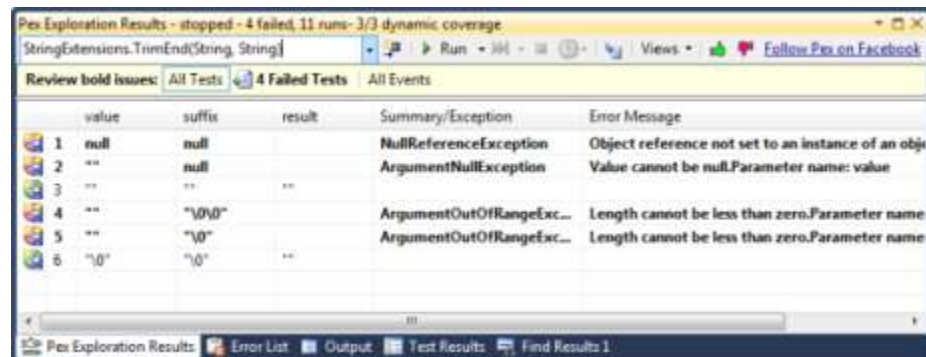 Pex Exploration Results - stopped - 4 failed, 11 runs- 3/3 dynamic coverage
StringExtensions.TrimEnd(String, String) Run Views Follow Pex on Facebook
Review bold issues: All Tests 4 Failed Tests All Events
value suffix result Summary/Exception Error Message
1 null null NullReferenceException Object reference not set to an instance of an obje
2 "" null ArgumentNullException Value cannot be null.Parameter name: value
3 "" "" ""
4 "" "\0\0" ArgumentOutOfRangeExc... Length cannot be less than zero.Parameter name
5 "" "\0" ArgumentOutOfRangeExc... Length cannot be less than zero.Parameter name
6 "\0" "\0" ""
Pex Exploration Results Error List Output Test Results Find Results 1